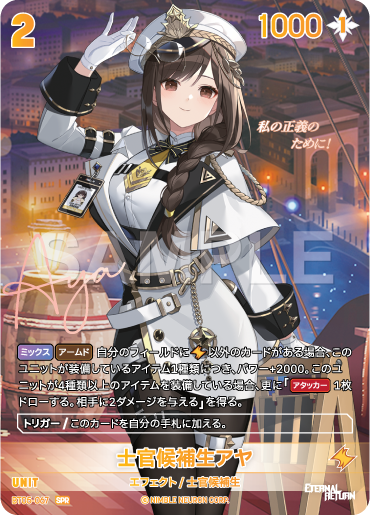 2
1000
I
私の正義の
ために!
Aya
SAMPLE
ミックス アームド 自分のフィールドに以外のカードがある場合、この
ユニットが装備しているアイテム1種類につき、パワー+2000。このユ
ニットが4種類以上のアイテムを装備している場合、更に「アタッカー 1枚
ドローする。相手に2ダメージを与える」を得る。
トリガー / このカードを自分の手札に加える。
士官候補生アヤ
UNIT
エフェクト / 士官候補生
BT05-067 SPR
© NIMBLE NEURON CORP.
ETERNAL RETURN